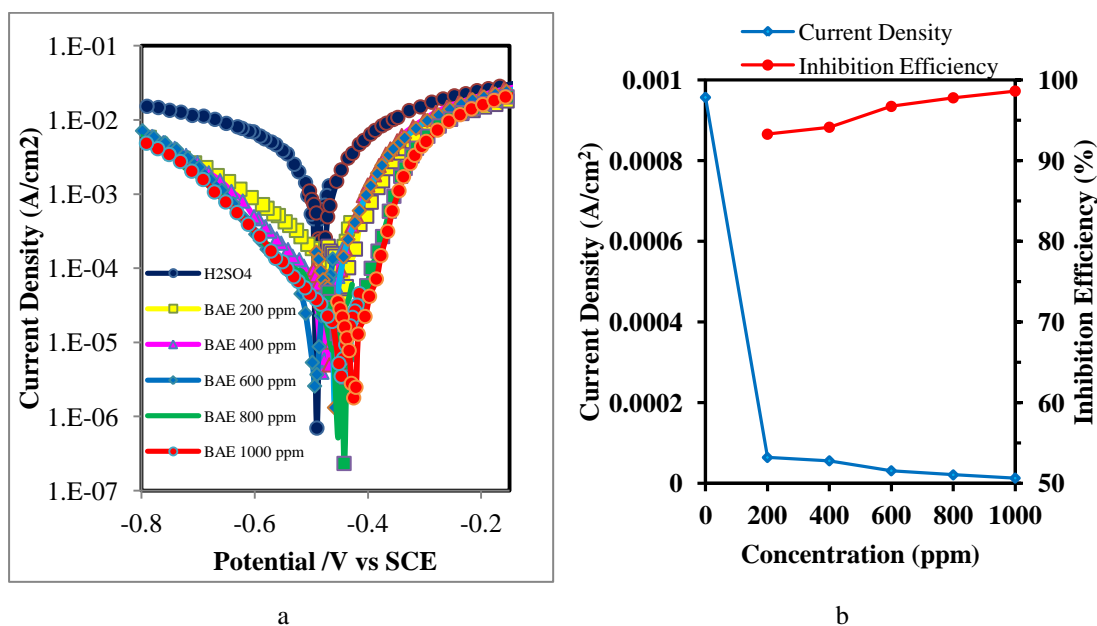 1.E-01
1.E-02
1.E-03
1.E-04
1.E-05
1.E-06
1.E-07
Current Density (A/cm2)
H2SO4
BAE 200 ppm
BAE 400 ppm
BAE 600 ppm
BAE 800 ppm
BAE 1000 ppm
-0.8 -0.6 -0.4 -0.2
Potential /V vs SCE
a
Current Density
Inhibition Efficiency
0.001
0.0008
0.0006
0.0004
0.0002
0
Current Density (A/cm²)
100
90
80
70
60
50
Inhibition Efficiency (%)
0 200 400 600 800 1000
Concentration (ppm)
b